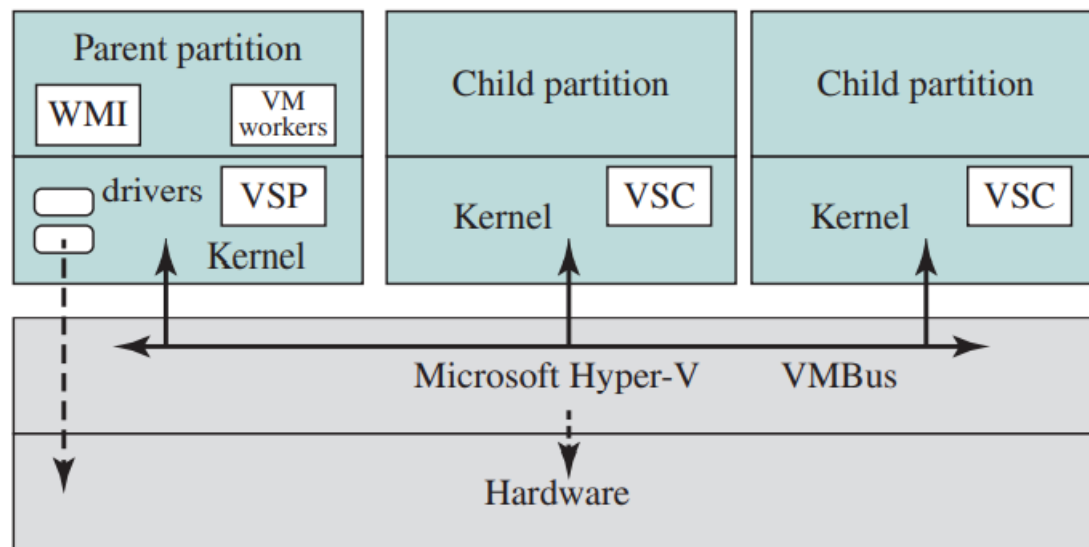 Parent partition
WMI
VM
workers
drivers
VSP
Kernel
Child partition
Kernel
VSC
Child partition
Kernel
VSC
Microsoft Hyper-V
VMBus
Hardware